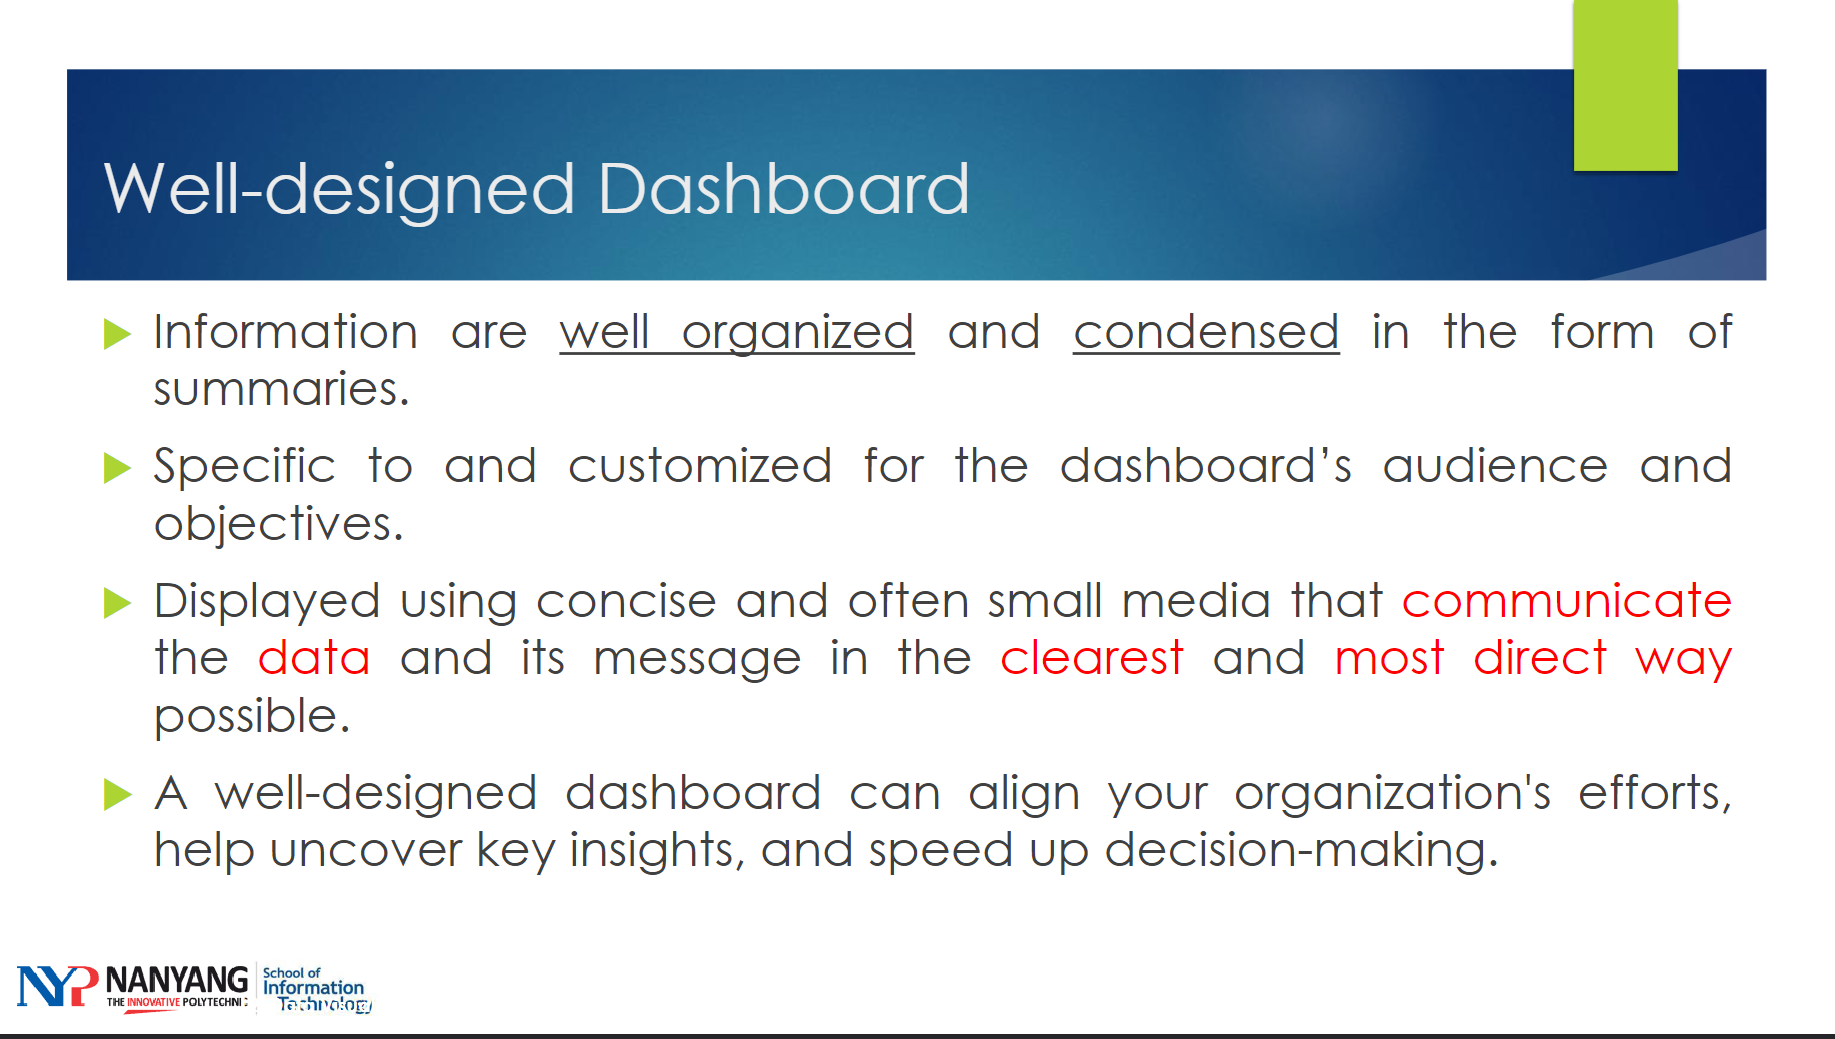 Well-designed Dashboard
Information are well organized and condensed in the form of
summaries.
Specific to and customized for the dashboard’s audience and
objectives.
Displayed using concise and often small media that communicate
the data and its message in the clearest and most direct way
possible.
A well-designed dashboard can align your organization's efforts,
help uncover key insights, and speed up decision-making.
NYP NANYANG
THE INNOVATIVE POLYTECHNI
School of
Information
Technology